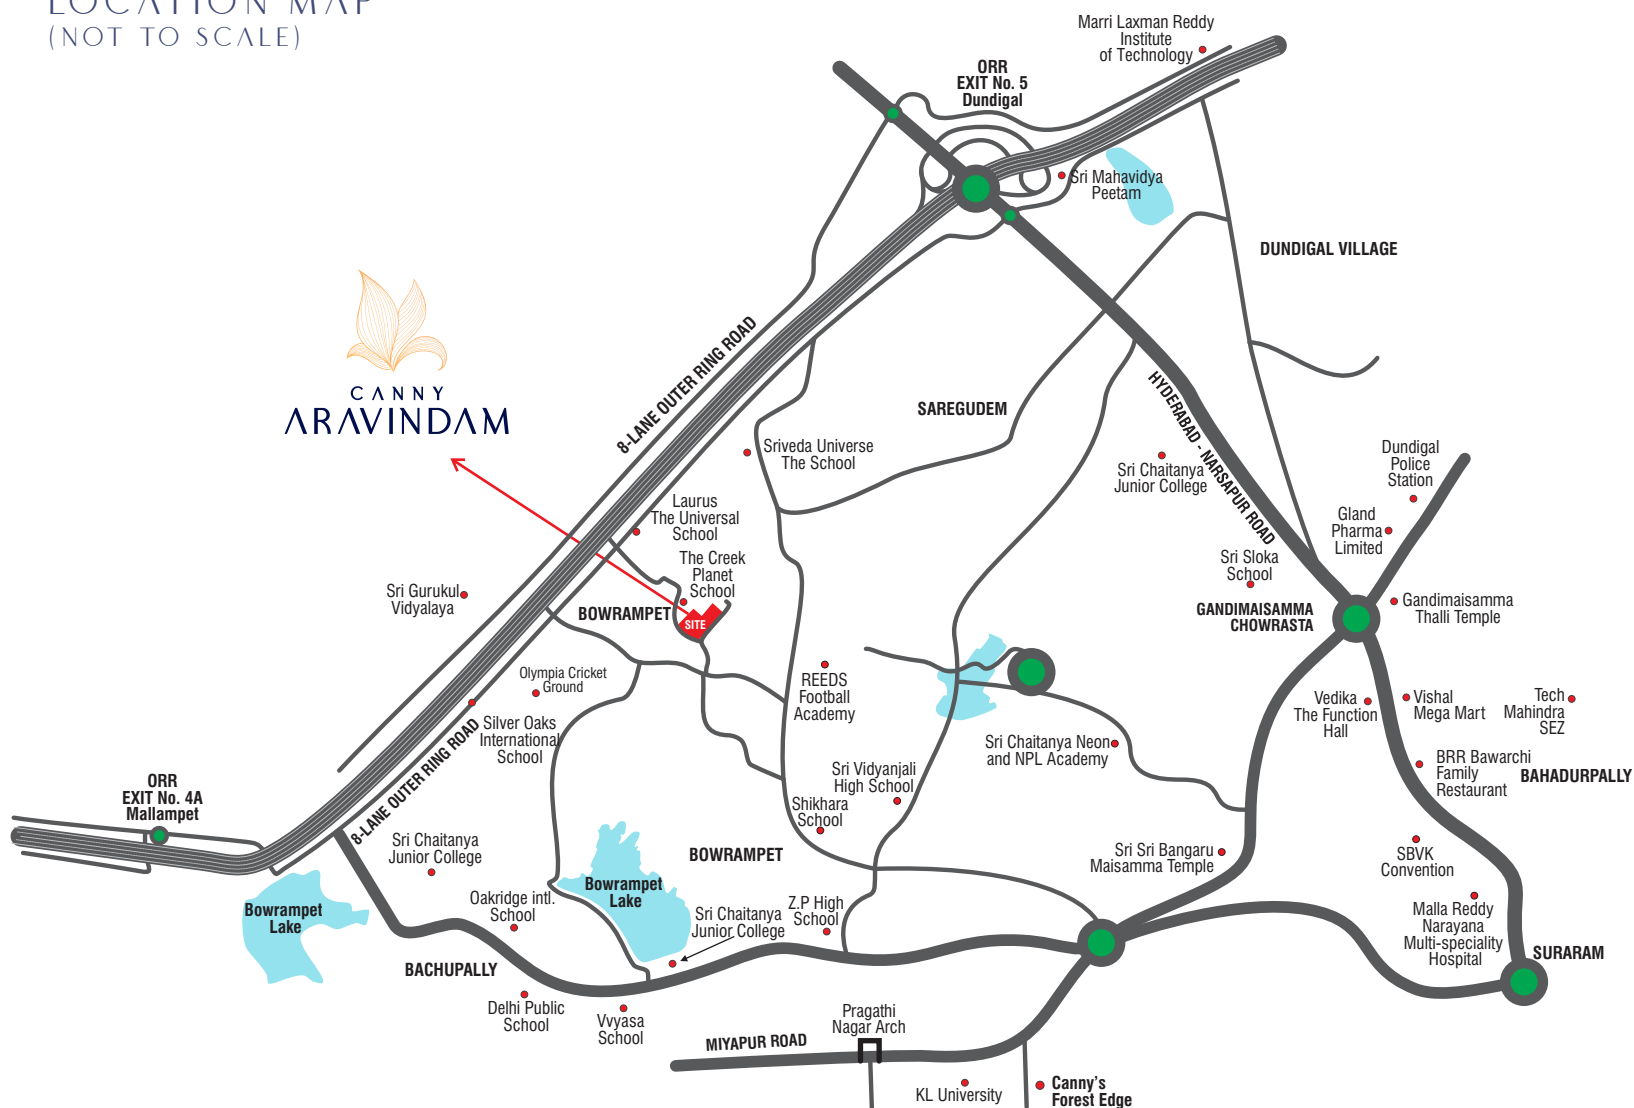 LOCATION MAP
(NOT TO SCALE)
Marri Laxman Reddy
Institute
of Technology
ORR
EXIT No. 5
Dundigal
Sri Mahavidya
Peetam
DUNDIGAL VILLAGE
CANNY
ARAVINDAM
8-LANE OUTER RING ROAD
SAREGUDEM
HYDERABAD - NARSAPUR ROAD
Sriveda Universe
The School
Sri Chaitanya
Junior College
Dundigal
Police
Station
Gland
Pharma
Limited
Laurus
The Universal
School
The Creek
Planet
School
Sri Sloka
School
Sri Gurukul
Vidyalaya
BOWRAMPET
SITE
GANDIMAISAMMA
CHOWRASTA
Gandimaisamma
Thalli Temple
Olympia Cricket
Ground
REEDS
Football
Academy
Vedika
The Function
Hall
Vishal
Mega Mart
Tech
Mahindra
SEZ
Silver Oaks
International
School
8-LANE OUTER RING ROAD
Sri Chaitanya Neon
and NPL Academy
Sri Vidyanjali
High School
BRR Bawarchi
Family
Restaurant
BAHADURPALLY
ORR
EXIT No. 4A
Mallampet
Shikhara
School
Sri Chaitanya
Junior College
BOWRAMPET
Sri Sri Bangaru
Maisamma Temple
SBVK
Convention
Bowrampet
Lake
Bowrampet
Lake
Oakridge intl.
School
Sri Chaitanya
Junior College
Z.P High
School
Malla Reddy
Narayana
Multi-speciality
Hospital
SURARAM
BACHUPALLY
Delhi Public
School
Vvyasa
School
Pragathi
Nagar Arch
MIYAPUR ROAD
KL University
Canny's
Forest Edge